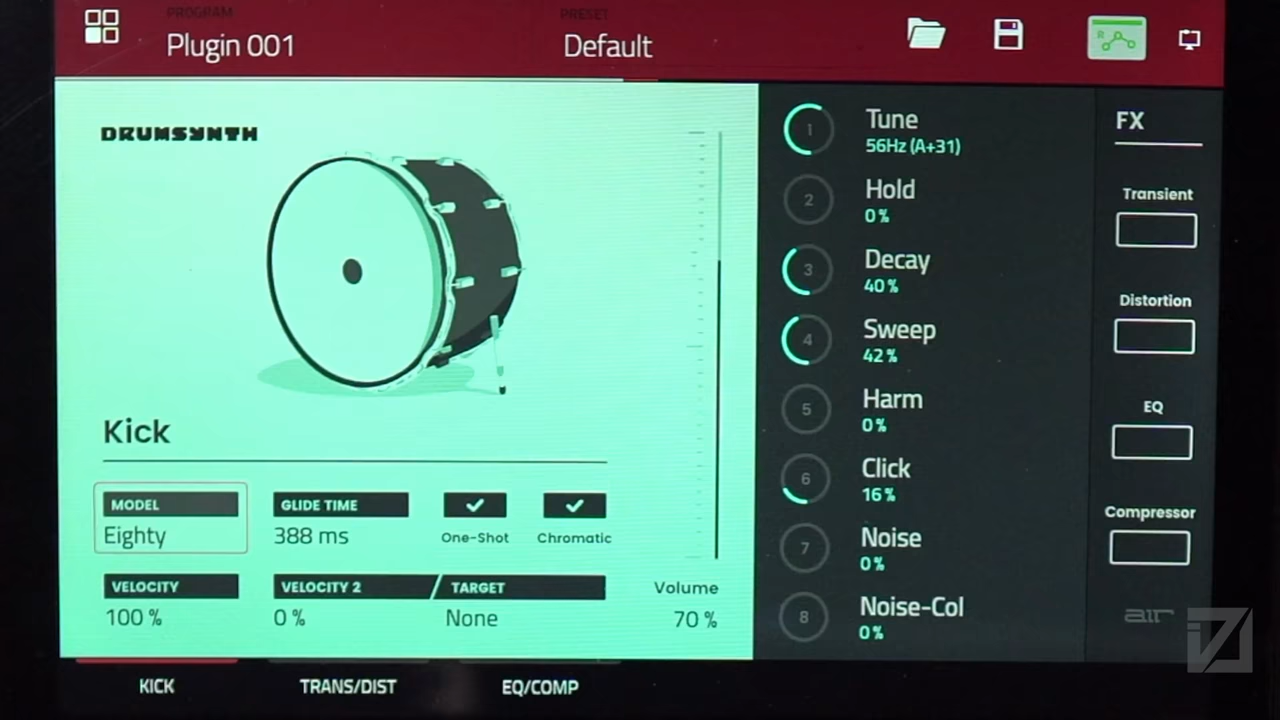 PROGRAM
Plugin 001
PRESET
Default
R
DRUMSYNTH
Kick
MODEL
Eighty
GLIDE TIME
388 ms
One-Shot
Chromatic
VELOCITY
100 %
VELOCITY 2
0 %
TARGET
None
Volume
70 %
1
Tune
56Hz (A+31)
2
Hold
0 %
3
Decay
40 %
4
Sweep
42 %
5
Harm
0 %
6
Click
16 %
7
Noise
0 %
8
Noise-Col
0 %
FX
Transient
Distortion
EQ
Compressor
air
KICK
TRANS/DIST
EQ/COMP